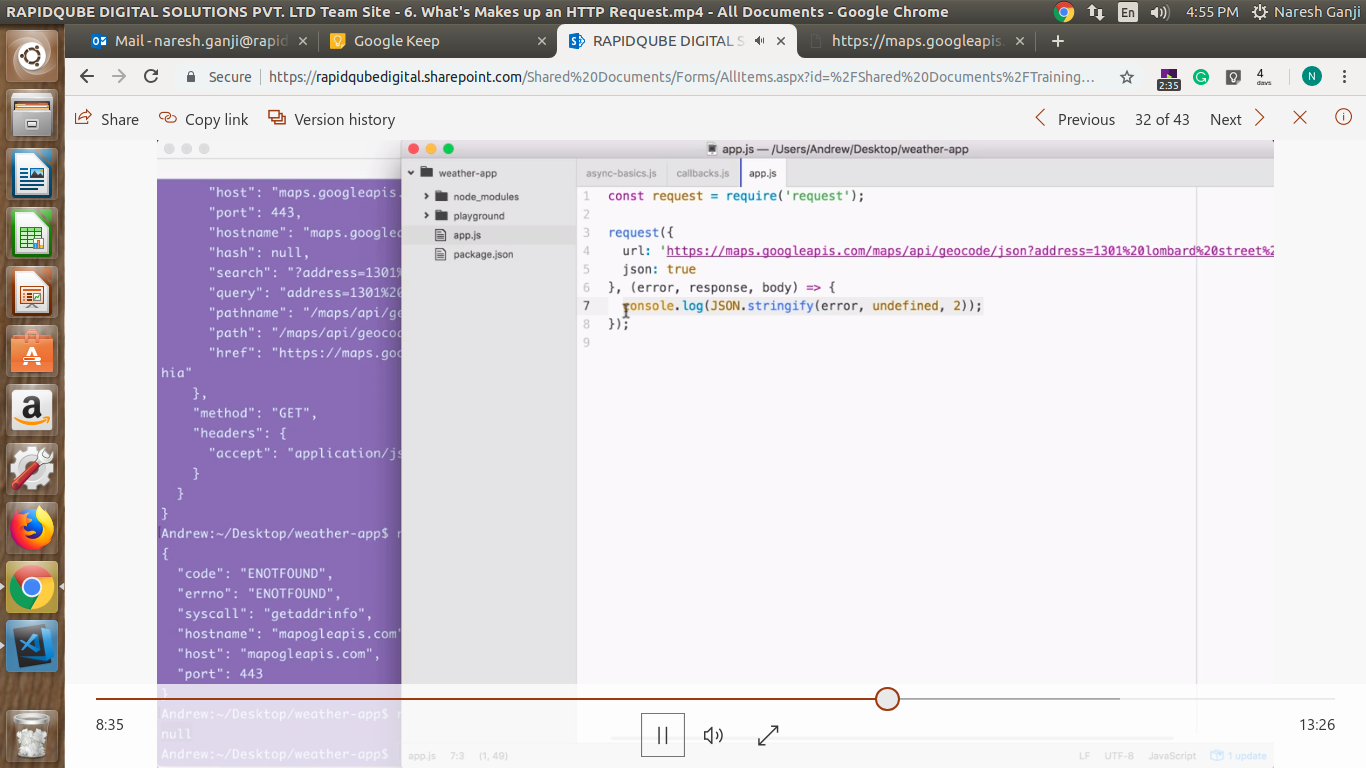 RAPIDQUBE DIGITAL SOLUTIONS PVT. LTD Team Site - 6. What's Makes up an HTTP Request.mp4 - All Documents - Google Chrome
En
4:55 PM
Naresh Ganji
Mail - naresh.ganji@rapid
Google Keep
RAPIDQUBE DIGITAL S
https://maps.googleapis.
Secure
https://rapidqubedigital.sharepoint.com/Shared%20Documents/Forms/AllItems.aspx?id=%2FShared%20Documents%2FTraining...
2:35
4
days
N
Share
Copy link
Version history
Previous
32 of 43
Next
"host": "maps.googleapis.
"port": 443,
"hostname": "maps.googlea
"hash": null,
"search": "?address=1301%
"query": "address=1301%20
"pathname": "/maps/api/ge
"path": "/maps/api/geocod
"href": "https://maps.goo
hia"
},
"method": "GET",
"headers": {
"accept": "application/js
}
}
}
Andrew:~/Desktop/weather-app$ n
{
"code": "ENOTFOUND",
"errno": "ENOTFOUND",
"syscall": "getaddrinfo",
"hostname": "mapogleapis.com"
"host": "mapogleapis.com",
"port": 443
}
Andrew:~/Desktop/weather-app$ n
null
Andrew:~/Desktop/weather-app$
app.js — /Users/Andrew/Desktop/weather-app
weather-app
node_modules
playground
app.js
package.json
async-basics.js
callbacks.js
app.js
1 const request = require('request');
2
3 request({
4 url: 'https://maps.googleapis.com/maps/api/geocode/json?address=1301%20lombard%20street%2
5 json: true
6 }, (error, response, body) => {
7 console.log(JSON.stringify(error, undefined, 2));
8 });
9
app.js 7:3 (1, 49)
LF UTF-8 JavaScript 1 update
8:35
13:26